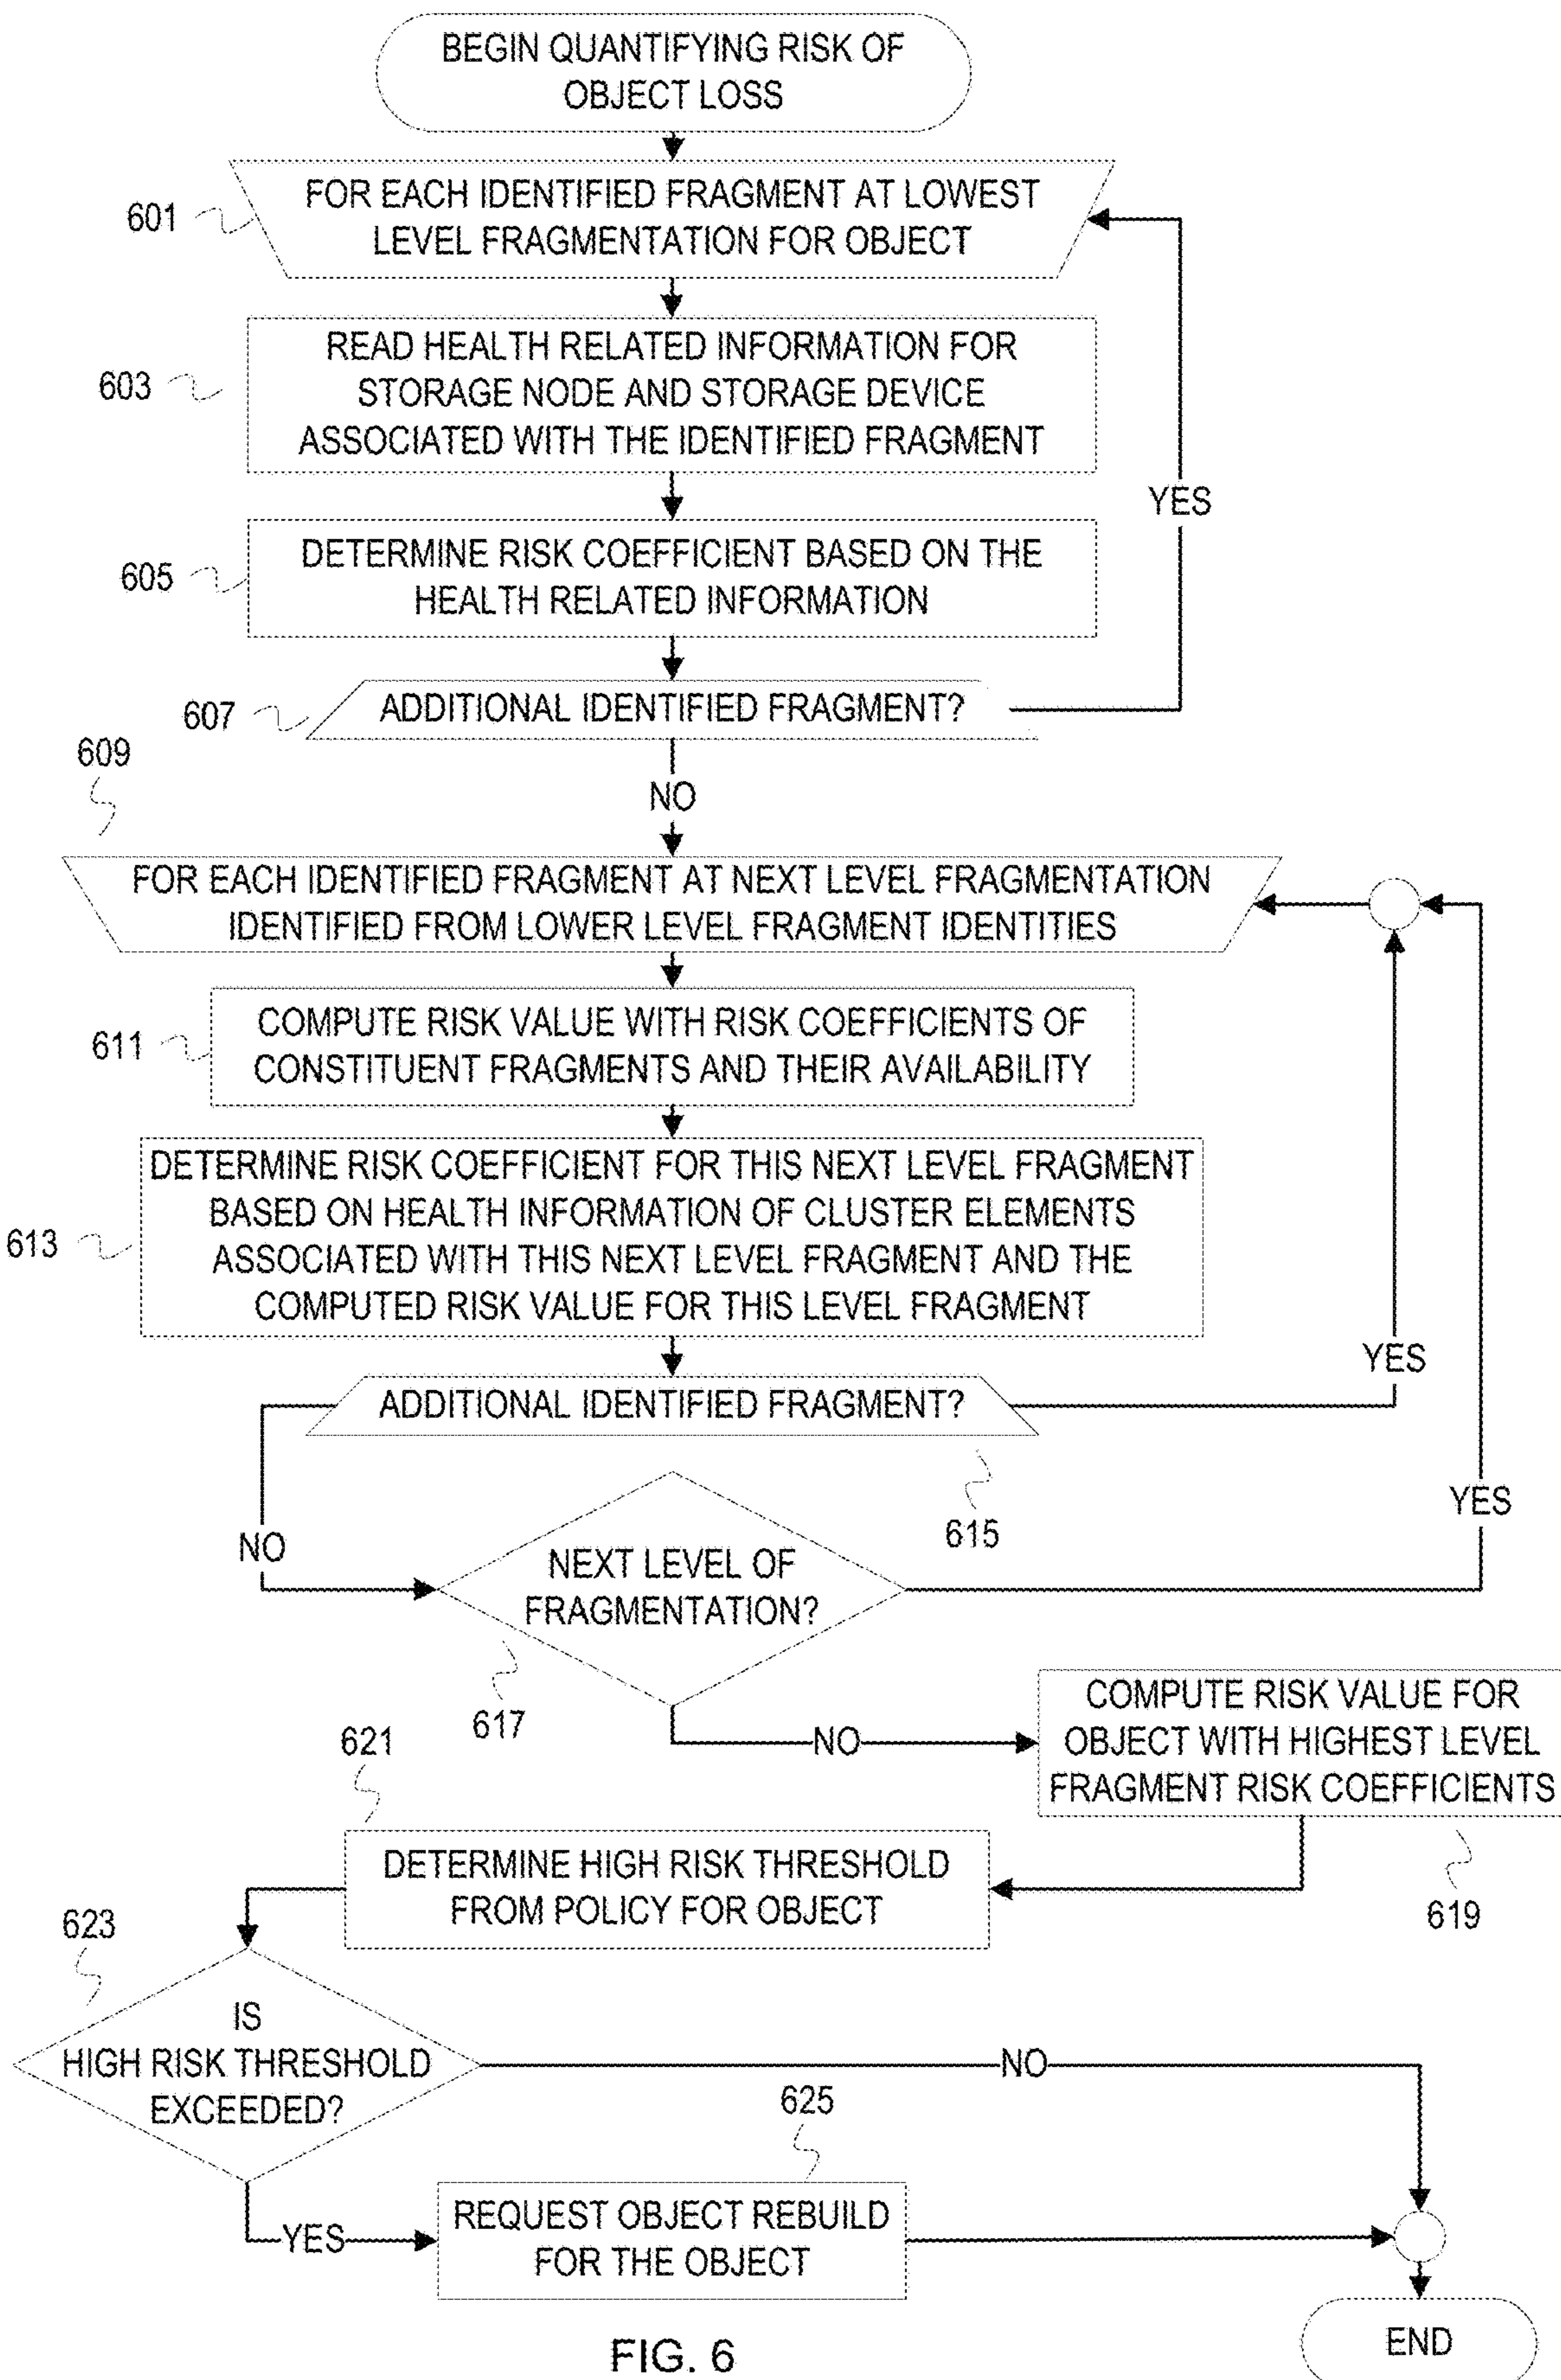 BEGIN QUANTIFYING RISK OF
OBJECT LOSS
601
FOR EACH IDENTIFIED FRAGMENT AT LOWEST
LEVEL FRAGMENTATION FOR OBJECT
603
READ HEALTH RELATED INFORMATION FOR
STORAGE NODE AND STORAGE DEVICE
ASSOCIATED WITH THE IDENTIFIED FRAGMENT
YES
605
DETERMINE RISK COEFFICIENT BASED ON THE
HEALTH RELATED INFORMATION
607
ADDITIONAL IDENTIFIED FRAGMENT?
609
NO
FOR EACH IDENTIFIED FRAGMENT AT NEXT LEVEL FRAGMENTATION
IDENTIFIED FROM LOWER LEVEL FRAGMENT IDENTITIES
611
COMPUTE RISK VALUE WITH RISK COEFFICIENTS OF
CONSTITUENT FRAGMENTS AND THEIR AVAILABILITY
613
DETERMINE RISK COEFFICIENT FOR THIS NEXT LEVEL FRAGMENT
BASED ON HEALTH INFORMATION OF CLUSTER ELEMENTS
ASSOCIATED WITH THIS NEXT LEVEL FRAGMENT AND THE
COMPUTED RISK VALUE FOR THIS LEVEL FRAGMENT
YES
ADDITIONAL IDENTIFIED FRAGMENT?
615
YES
NO
NEXT LEVEL OF
FRAGMENTATION?
617
NO
COMPUTE RISK VALUE FOR
OBJECT WITH HIGHEST LEVEL
FRAGMENT RISK COEFFICIENTS
619
621
DETERMINE HIGH RISK THRESHOLD
FROM POLICY FOR OBJECT
623
IS
HIGH RISK THRESHOLD
EXCEEDED?
NO
625
YES
REQUEST OBJECT REBUILD
FOR THE OBJECT
END
FIG. 6